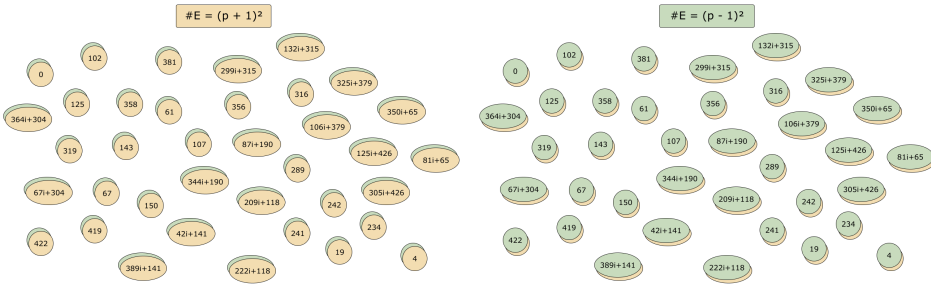 #E = (p + 1)²
132i+315
102
381
299i+315
0
325i+379
316
125
358
356
61
350i+65
364i+304
106i+379
107
87i+190
143
319
125i+426
81i+65
289
344i+190
67i+304
67
305i+426
209i+118
242
150
234
419
42i+141
241
422
19
4
389i+141
222i+118
#E = (p - 1)²
132i+315
102
381
299i+315
0
325i+379
316
125
358
356
61
350i+65
364i+304
106i+379
107
87i+190
143
319
125i+426
81i+65
289
344i+190
67i+304
67
305i+426
209i+118
242
150
234
419
42i+141
241
422
19
4
389i+141
222i+118